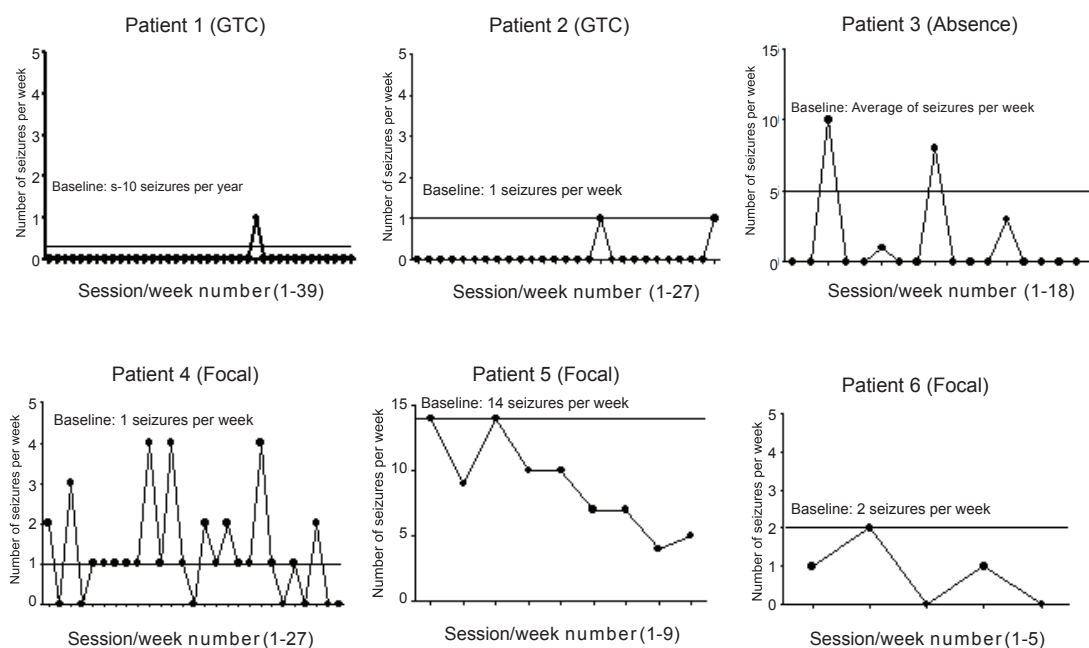 Patient 1 (GTC)
Number of seizures per week
5
4
3
2
1
0
Baseline: s-10 seizures per year
Session/week number (1-39)
Patient 2 (GTC)
Number of seizures per week
5
4
3
2
1
0
Baseline: 1 seizures per week
Session/week number (1-27)
Patient 3 (Absence)
Number of seizures per week
15
10
5
0
Baseline: Average of seizures per week
Session/week number (1-18)
Patient 4 (Focal)
Number of seizures per week
5
4
3
2
1
0
Baseline: 1 seizures per week
Session/week number (1-27)
Patient 5 (Focal)
Number of seizures per week
15
10
5
0
Baseline: 14 seizures per week
Session/week number (1-9)
Patient 6 (Focal)
Number of seizures per week
5
4
3
2
1
0
Baseline: 2 seizures per week
Session/week number (1-5)